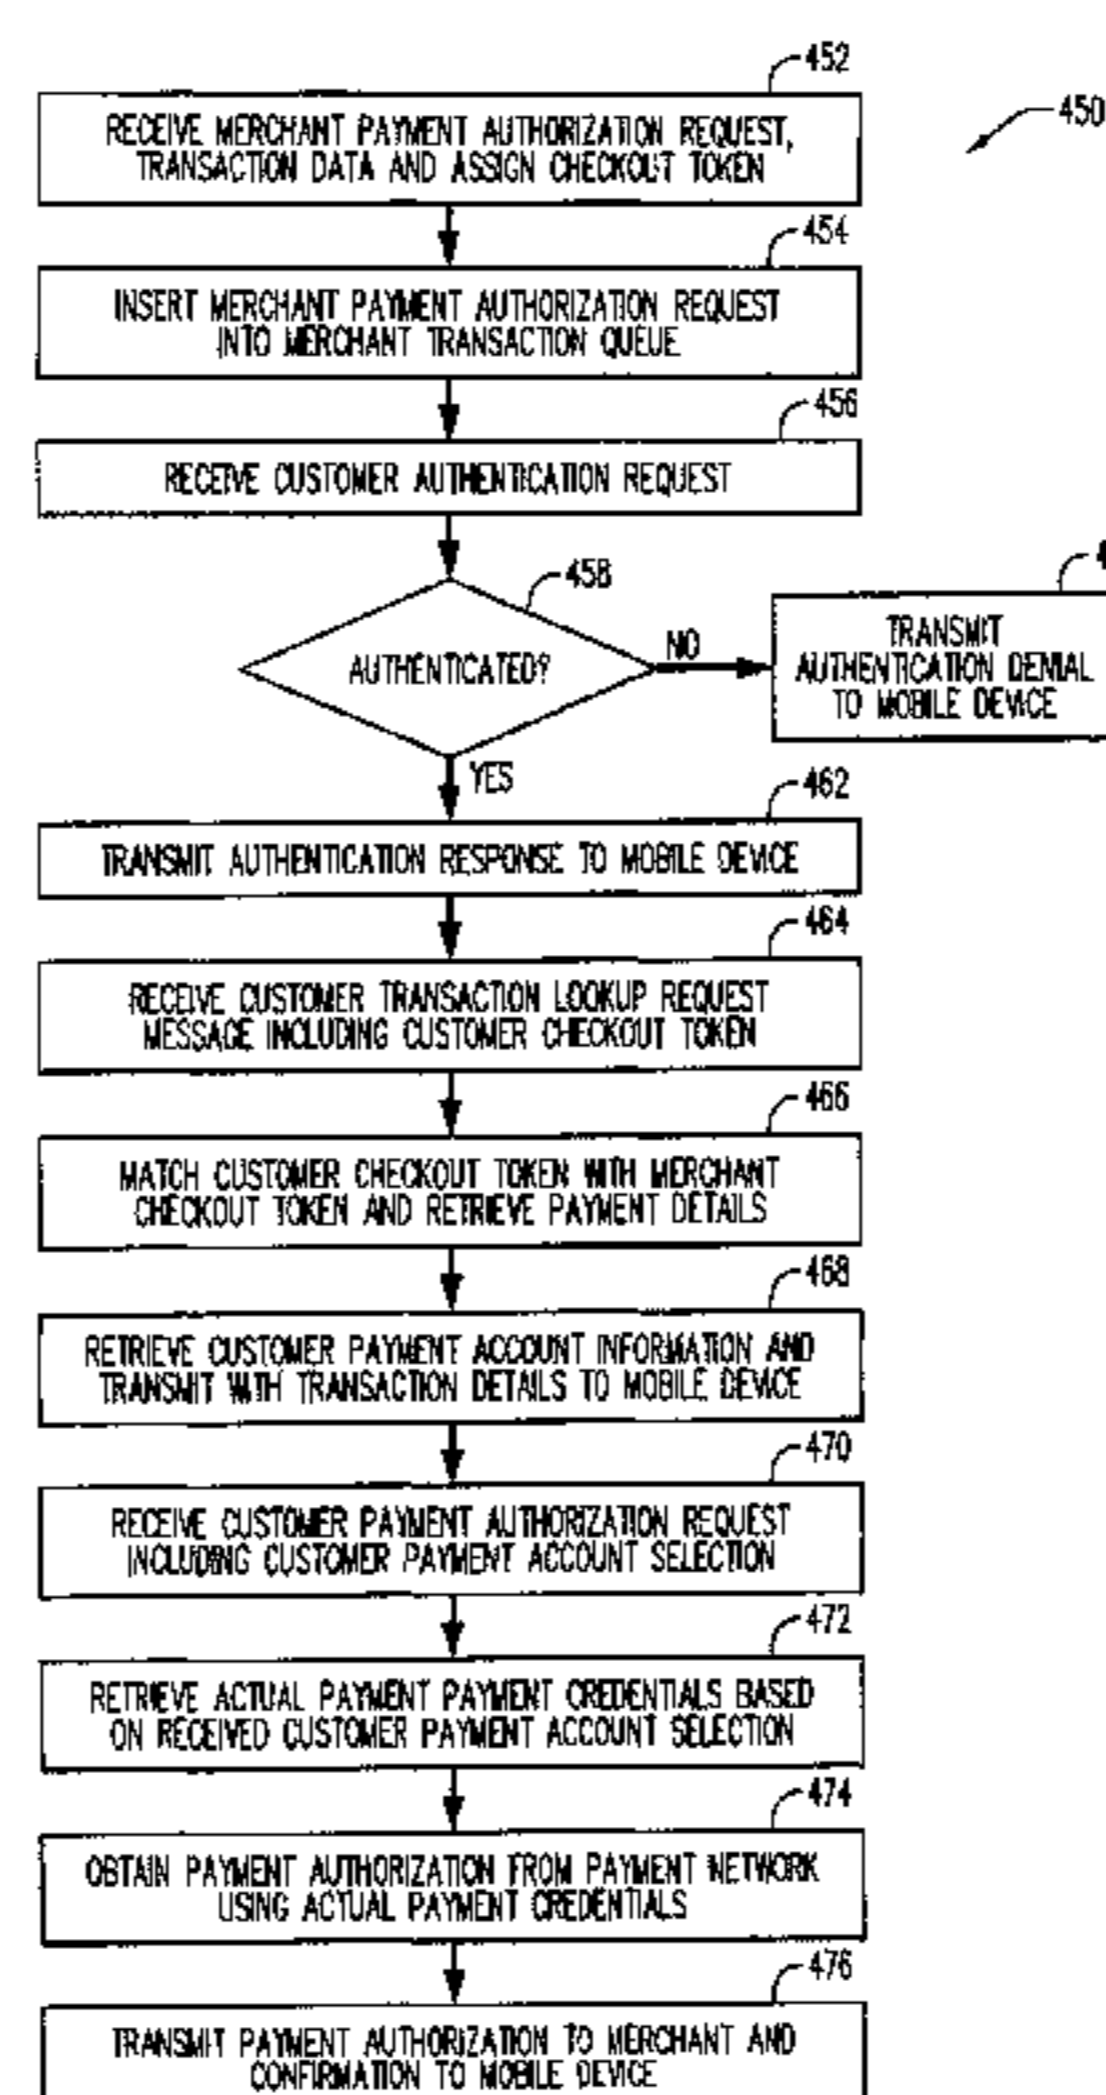 452
450
RECEIVE MERCHANT PAYMENT AUTHORIZATION REQUEST,
TRANSACTION DATA AND ASSIGN CHECKOUT TOKEN
454
INSERT MERCHANT PAYMENT AUTHORIZATION REQUEST
INTO MERCHANT TRANSACTION QUEUE
456
RECEIVE CUSTOMER AUTHENTICATION REQUEST
458
AUTHENTICATED?
NO
TRANSMIT
AUTHENTICATION DENIAL
TO MOBILE DEVICE
YES
462
TRANSMIT AUTHENTICATION RESPONSE TO MOBILE DEVICE
464
RECEIVE CUSTOMER TRANSACTION LOOKUP REQUEST
MESSAGE INCLUDING CUSTOMER CHECKOUT TOKEN
466
MATCH CUSTOMER CHECKOUT TOKEN WITH MERCHANT
CHECKOUT TOKEN AND RETRIEVE PAYMENT DETAILS
468
RETRIEVE CUSTOMER PAYMENT ACCOUNT INFORMATION AND
TRANSMIT WITH TRANSACTION DETAILS TO MOBILE DEVICE
470
RECEIVE CUSTOMER PAYMENT AUTHORIZATION REQUEST
INCLUDING CUSTOMER PAYMENT ACCOUNT SELECTION
472
RETRIEVE ACTUAL PAYMENT PAYMENT CREDENTIALS BASED
ON RECEIVED CUSTOMER PAYMENT ACCOUNT SELECTION
474
OBTAIN PAYMENT AUTHORIZATION FROM PAYMENT NETWORK
USING ACTUAL PAYMENT CREDENTIALS
476
TRANSMIT PAYMENT AUTHORIZATION TO MERCHANT AND
CONFIRMATION TO MOBILE DEVICE